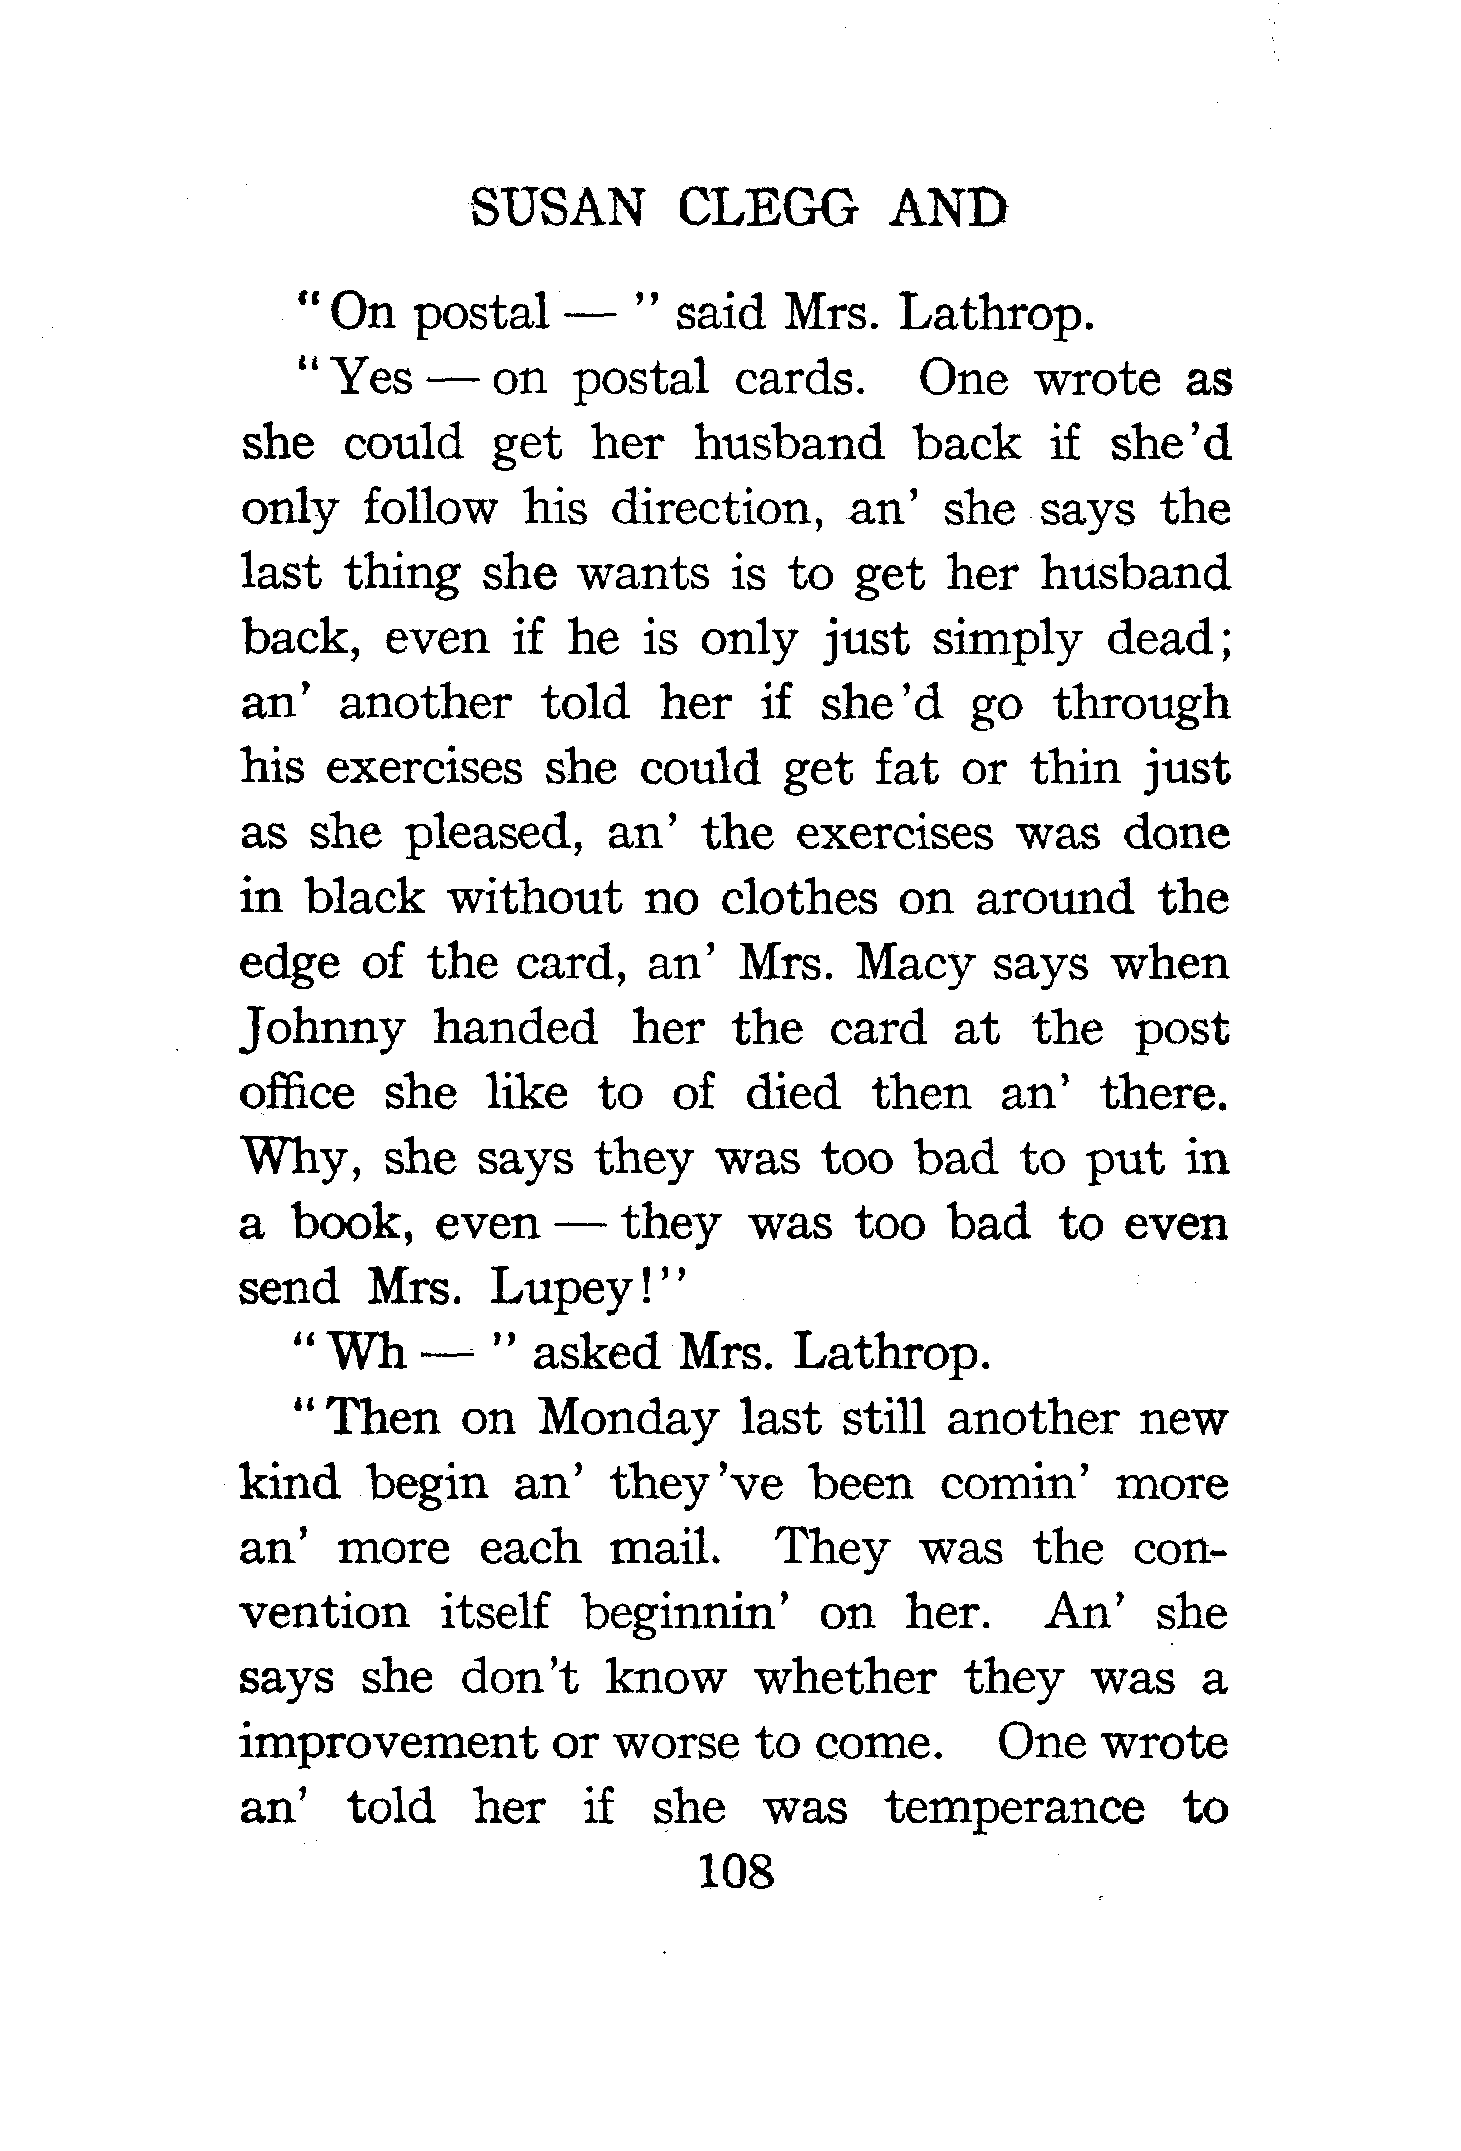 SUSAN CLEGG AND
“On postal — ” said Mrs. Lathrop.
“Yes — on postal cards. One wrote as
she could get her husband back if she’d
only follow his direction, an’ she says the
last thing she wants is to get her husband
back, even if he is only just simply dead;
an’ another told her if she’d go through
his exercises she could get fat or thin just
as she pleased, an’ the exercises was done
in black without no clothes on around the
edge of the card, an’ Mrs. Macy says when
Johnny handed her the card at the post
office she like to of died then an’ there.
Why, she says they was too bad to put in
a book, even — they was too bad to even
send Mrs. Lupey!”
“Wh — ” asked Mrs. Lathrop.
“Then on Monday last still another new
kind begin an’ they’ve been comin’ more
an’ more each mail. They was the con-
vention itself beginnin’ on her. An’ she
says she don’t know whether they was a
improvement or worse to come. One wrote
an’ told her if she was temperance to
108